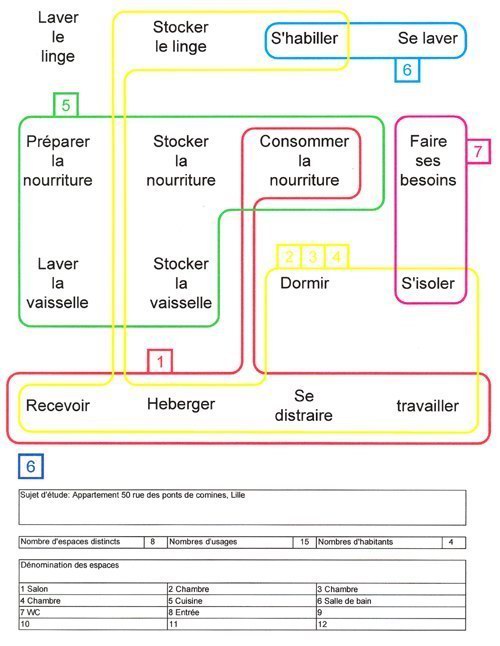 Laver
le
linge
Stocker
le linge
S'habiller
Se laver
6
5
Préparer
la
nourriture
Stocker
la
nourriture
Consommer
la
nourriture
Faire
ses
besoins
7
Laver
la
vaisselle
Stocker
la
vaisselle
2 3 4
Dormir
S'isoler
1
Recevoir
Heberger
Se
distraire
travailler
6
Sujet d'étude: Appartement 50 rue des ponts de comines, Lille
Nombre d'espaces distincts 8 Nombres d'usages 15 Nombres d'habitants 4
Dénomination des espaces
1 Salon 2 Chambre 3 Chambre
4 Chambre 5 Cuisine 6 Salle de bain
7 WC 8 Entrée 9
10 11 12